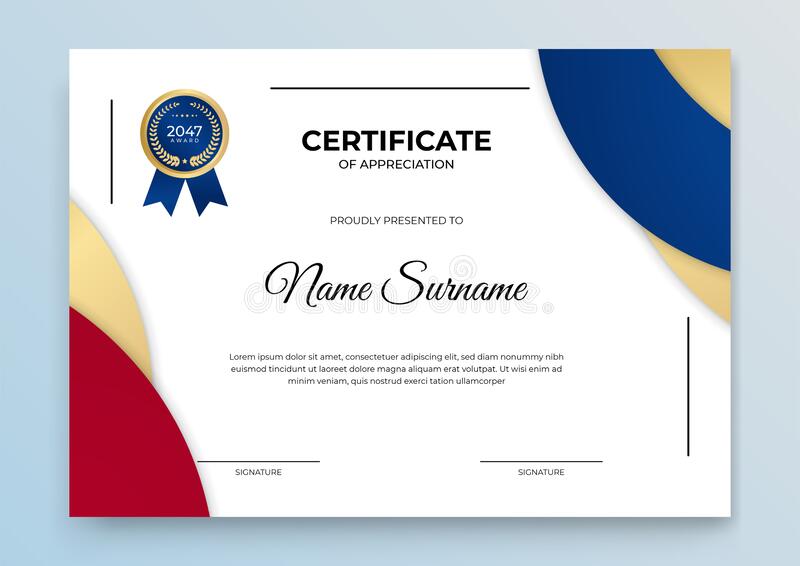 2047
AWARD
CERTIFICATE
OF APPRECIATION
PROUDLY PRESENTED TO
Name Surname
Lorem ipsum dolor sit amet, consectetuer adipiscing elit, sed diam nonummy nibh
euismod tincidunt ut laoreet dolore magna aliquam erat volutpat. Ut wisi enim ad
minim veniam, quis nostrud exerci tation ullamcorper
SIGNATURE
SIGNATURE